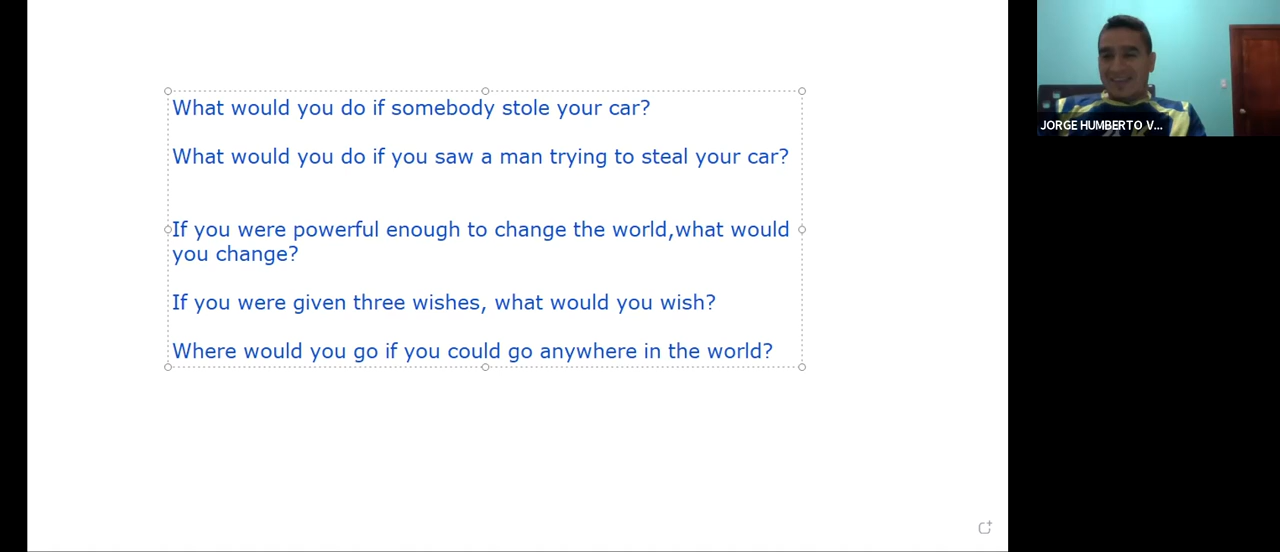 What would you do if somebody stole your car?
What would you do if you saw a man trying to steal your car?
If you were powerful enough to change the world,what would
you change?
If you were given three wishes, what would you wish?
Where would you go if you could go anywhere in the world?
JORGE HUMBERTO V...